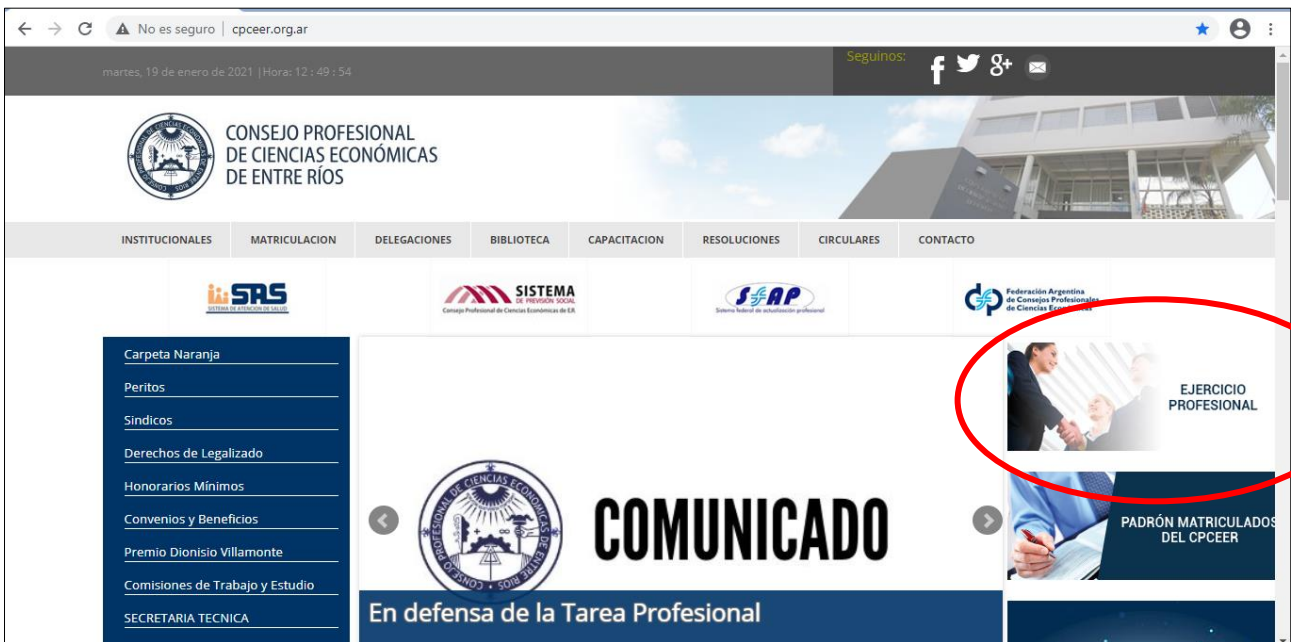 No es seguro | cpceer.org.ar
martes, 19 de enero de 2021 |Hora: 12 : 49 : 54
Seguinos:
CONSEJO PROFESIONAL
DE CIENCIAS ECONÓMICAS
DE ENTRE RÍOS
INSTITUCIONALES MATRICULACION DELEGACIONES BIBLIOTECA CAPACITACION RESOLUCIONES CIRCULARES CONTACTO
SAS
SISTEMA DE ATENCION DE SALUD
SISTEMA
DE PREVISIÓN SOCIAL
Consejo Profesional de Ciencias Económicas de E.R.
SFAP
Sistema federal de actualización profesional
Federación Argentina
de Consejos Profesionales
de Ciencias Económicas
Carpeta Naranja
Peritos
Sindicos
Derechos de Legalizado
Honorarios Mínimos
Convenios y Beneficios
Premio Dionisio Villamonte
Comisiones de Trabajo y Estudio
SECRETARIA TECNICA
COMUNICADO
En defensa de la Tarea Profesional
EJERCICIO
PROFESIONAL
PADRÓN MATRICULADOS
DEL CPCEER